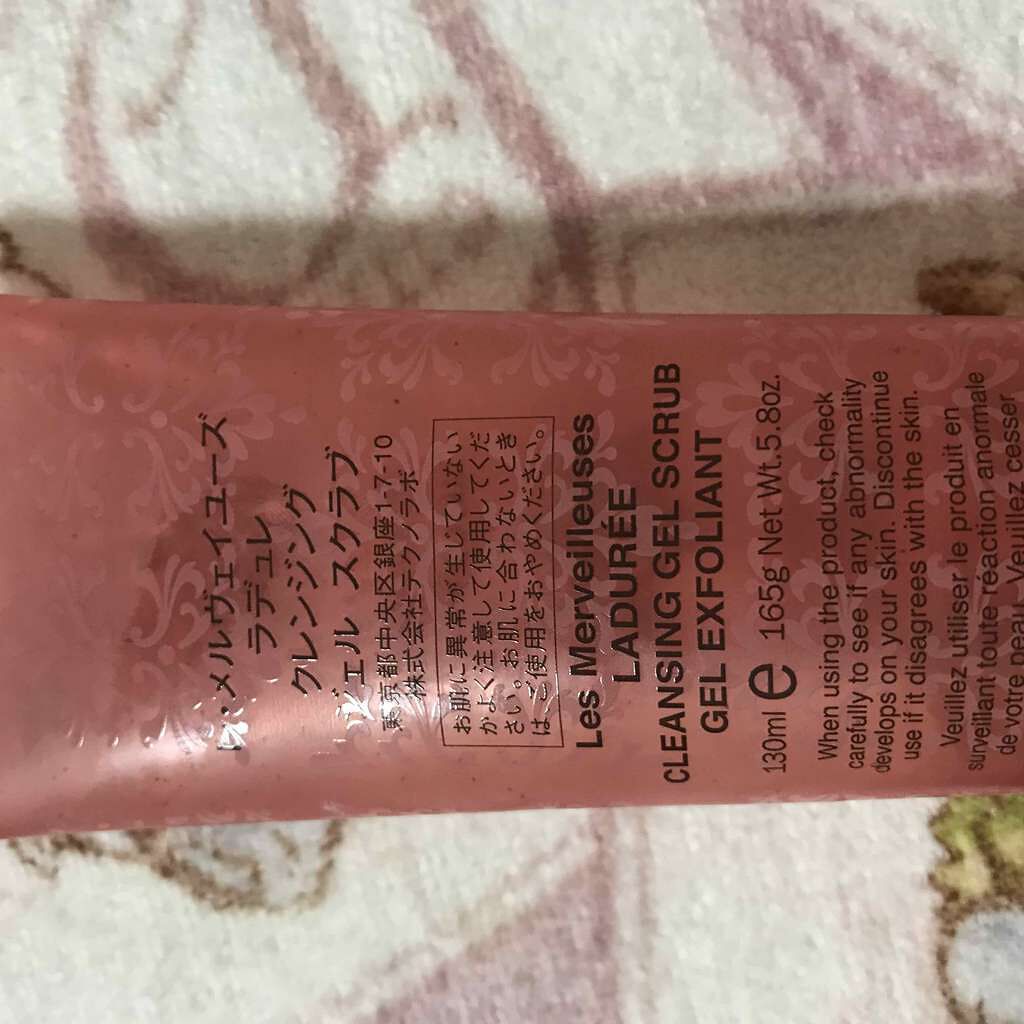 レ・メルヴェイユーズ
ラデュレ
クレンジング
ジェル スクラブ
東京都中央区銀座1-7-10
株式会社テクノラボ
お肌に異常が生じていない
かよく注意して使用してくだ
さい。お肌に合わないとき
は、ご使用をおやめください。
Les Merveilleuses
LADURÉE
CLEANSING GEL SCRUB
GEL EXFOLIANT
130ml e 165g Net Wt.5.8oz.
When using the product, check
carefully to see if any abnormality
develops on your skin. Discontinue
use if it disagrees with the skin.
Veuillez utiliser le produit en
surveillant toute réaction anormale
de votre peau. Veuillez cesser